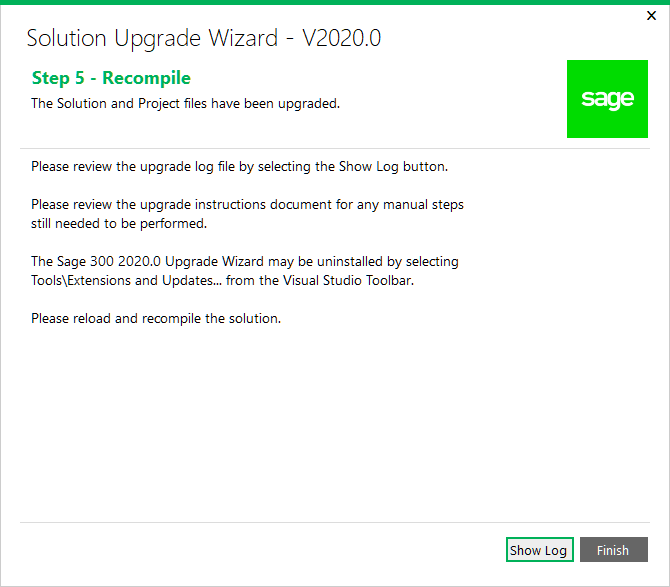 Solution Upgrade Wizard - V2020.0
Step 5 - Recompile
The Solution and Project files have been upgraded.
sage
Please review the upgrade log file by selecting the Show Log button.
Please review the upgrade instructions document for any manual steps
still needed to be performed.
The Sage 300 2020.0 Upgrade Wizard may be uninstalled by selecting
Tools\Extensions and Updates... from the Visual Studio Toolbar.
Please reload and recompile the solution.
Show Log
Finish